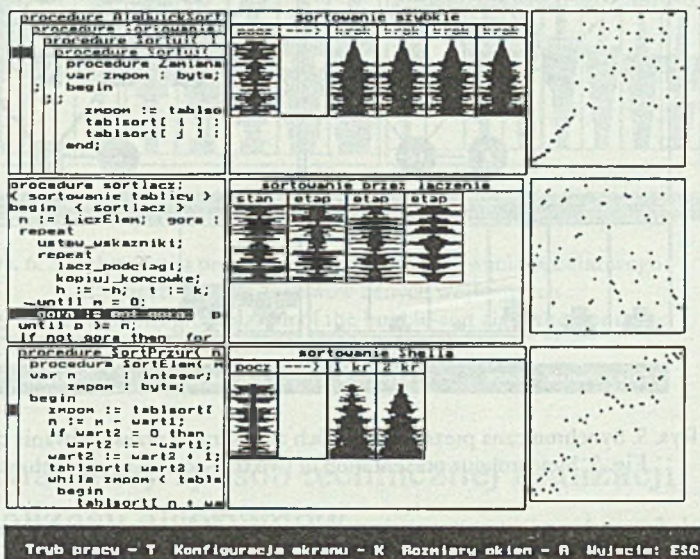 procedure AlgQuickSort
procedure sortowanie
procedure Sortuj( l
procedure Sortuj(
procedure Zamiana
var zmpom : byte;
begin
zmpom := tablso
tablsort[ i ] :
tablsort[ j ] :
end;
sortowanie szybkie
pocz ---> krok krok krok krok
procedure sortlacz;
{ sortowanie tablicy }
begin { sortlacz }
n := LiczElem; gora
repeat
ustaw_wskazniki;
repeat
lacz_podciagi;
kopiuj_koncowke;
h := -h; t := k;
until m = 0;
gora := not gora; p
until p >= n;
if not gora then for
sortowanie przez laczenie
stan etap etap etap
procedure SortPrzyr( n
procedure SortElem( m
var n : integer;
zmpom : byte;
begin
zmpom := tablsort[
n := m - wart1;
if wart2 = 0 then
wart2 := wart1;
wart2 := wart2 + 1;
tablsort[ wart2 ] :
while zmpom < tabls
begin
tablsort[ n + wa
sortowanie Shella
pocz ---> 1 kr 2 kr
Tryb pracy - T Konfiguracja ekranu - K Rozmiary okien - R Wyjscie: ESC